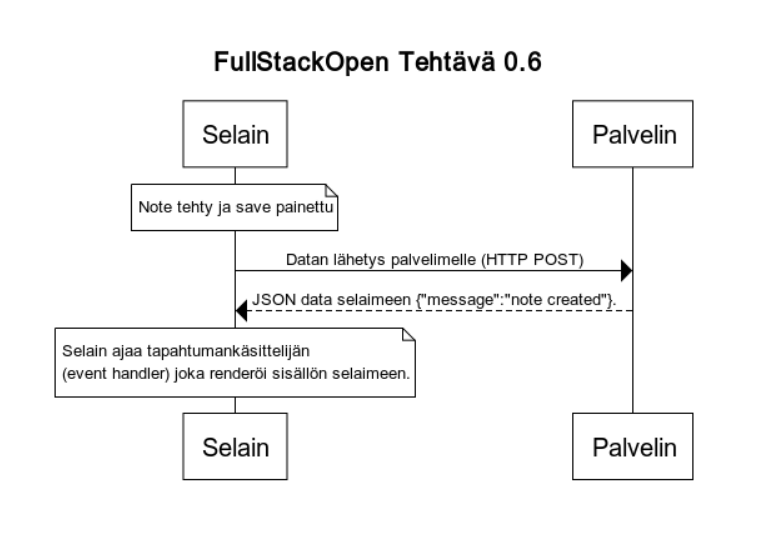 FullStackOpen Tehtävä 0.6
Selain
Palvelin
Note tehty ja save painettu
Datan lähetys palvelimelle (HTTP POST)
JSON data selaimeen {"message":"note created"}.
Selain ajaa tapahtumankäsittelijän
(event handler) joka renderöi sisällön selaimeen.
Selain
Palvelin